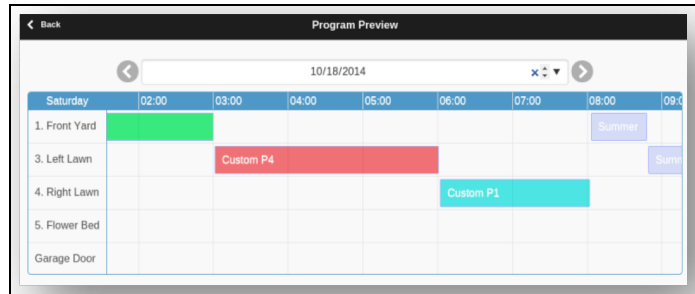 Back Program Preview
10/18/2014
Saturday 02:00 03:00 04:00 05:00 06:00 07:00 08:00 09:0
1. Front Yard Summer
3. Left Lawn Custom P4 Summ
4. Right Lawn Custom P1
5. Flower Bed
Garage Door